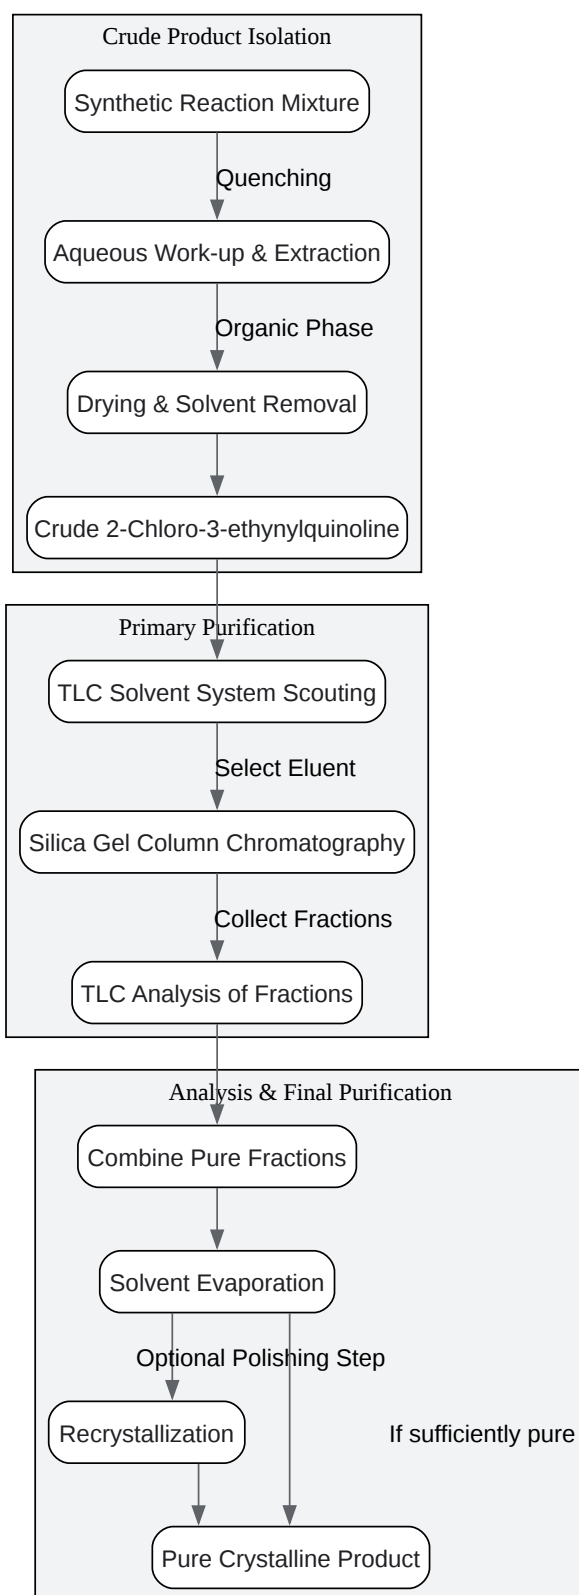 Crude Product Isolation
Synthetic Reaction Mixture
Quenching
Aqueous Work-up & Extraction
Organic Phase
Drying & Solvent Removal
Crude 2-Chloro-3-ethynylquinoline
Primary Purification
TLC Solvent System Scouting
Select Eluent
Silica Gel Column Chromatography
Collect Fractions
TLC Analysis of Fractions
Analysis & Final Purification
Combine Pure Fractions
Solvent Evaporation
Optional Polishing Step
Recrystallization
If sufficiently pure
Pure Crystalline Product